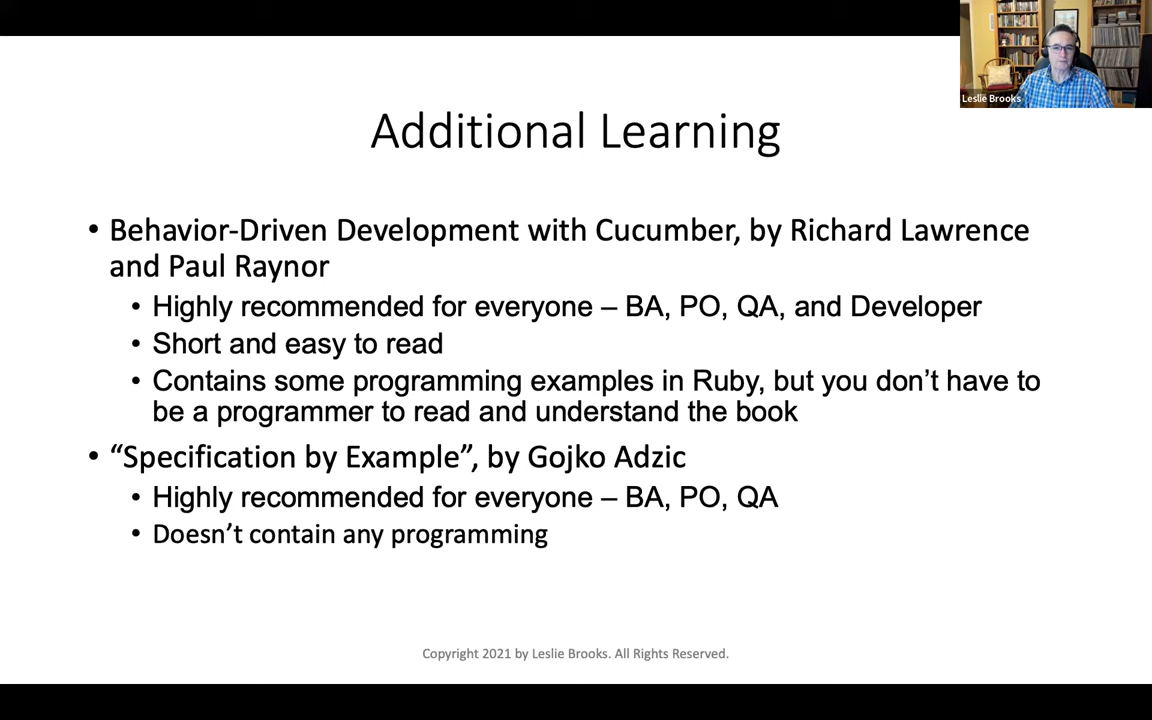 Leslie Brooks
Additional Learning
• Behavior-Driven Development with Cucumber, by Richard Lawrence
and Paul Raynor
• Highly recommended for everyone – BA, PO, QA, and Developer
• Short and easy to read
• Contains some programming examples in Ruby, but you don’t have to
be a programmer to read and understand the book
• “Specification by Example”, by Gojko Adzic
• Highly recommended for everyone – BA, PO, QA
• Doesn’t contain any programming
Copyright 2021 by Leslie Brooks. All Rights Reserved.